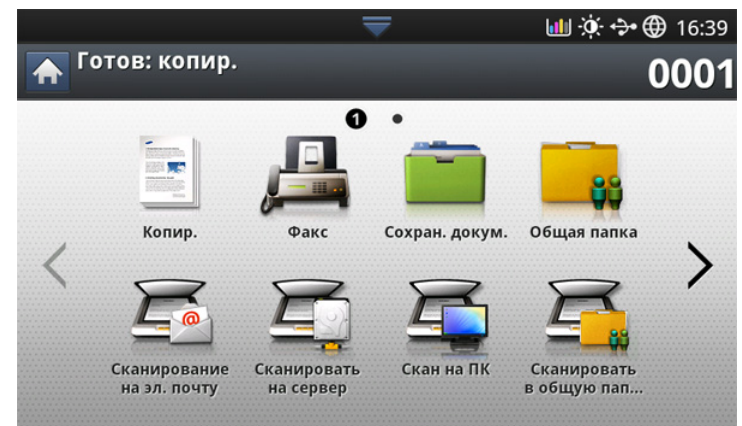 16:39
Готов: копир.
0001
1
Копир.
Факс
Сохран. докум.
Общая папка
@
Сканирование
на эл. почту
Сканировать
на сервер
Скан на ПК
Сканировать
в общую пап...